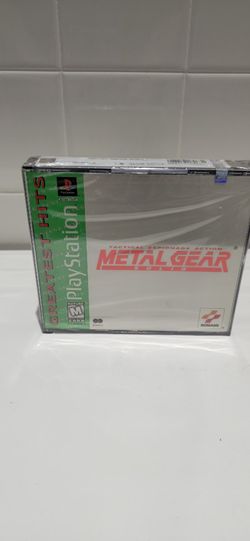 GREATEST HITS
PlayStation
M
TACTICAL ESPIONAGE ACTION
METAL GEAR
SOLID
KONAMI